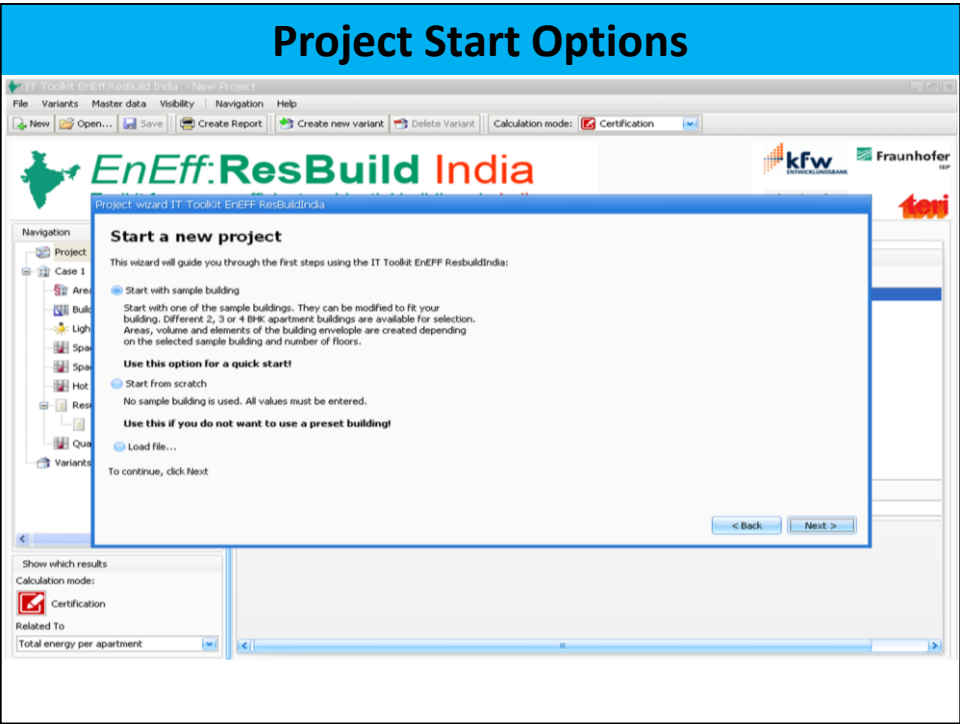 Project Start Options
IT Toolkit EnEff:ResBuild India - New Project
File Variants Master data Visibility Navigation Help
New Open... Save Create Report Create new variant Delete Variant Calculation mode: Certification
EnEff:ResBuild India
kfw
ENTWICKLUNGSBANK
Fraunhofer
IBP
teri
Project wizard IT Toolkit EnEFF ResBuildIndia
Start a new project
This wizard will guide you through the first steps using the IT Toolkit EnEFF ResbuildIndia:
Start with sample building
Start with one of the sample buildings. They can be modified to fit your
building. Different 2, 3 or 4 BHK apartment buildings are available for selection.
Areas, volume and elements of the building envelople are created depending
on the selected sample building and number of floors.
Use this option for a quick start!
Start from scratch
No sample building is used. All values must be entered.
Use this if you do not want to use a preset building!
Load file...
To continue, click Next
< Back Next >
Navigation
Project
Case 1
Hot
Variants
Show which results
Calculation mode:
Certification
Related To
Total energy per apartment